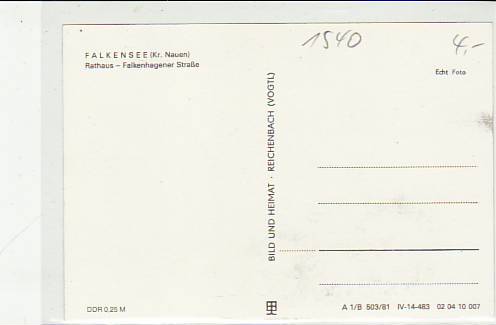 1540
4,-
FALKENSEE (Kr. Nauen)
Rathaus – Falkenhagener Straße
Echt Foto
BILD UND HEIMAT · REICHENBACH (VOGTL)
DDR 0,25 M
A 1/B 503/81 IV-14-483 02 04 10 007